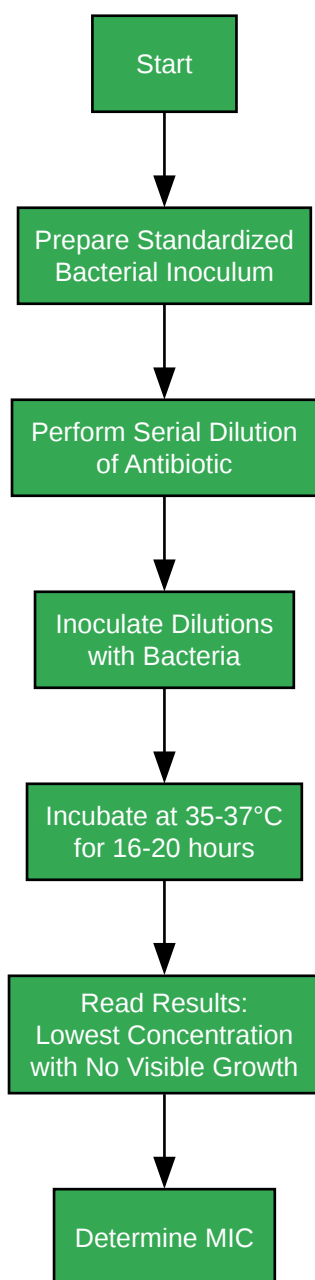 Start
Prepare Standardized
Bacterial Inoculum
Perform Serial Dilution
of Antibiotic
Inoculate Dilutions
with Bacteria
Incubate at 35-37°C
for 16-20 hours
Read Results:
Lowest Concentration
with No Visible Growth
Determine MIC